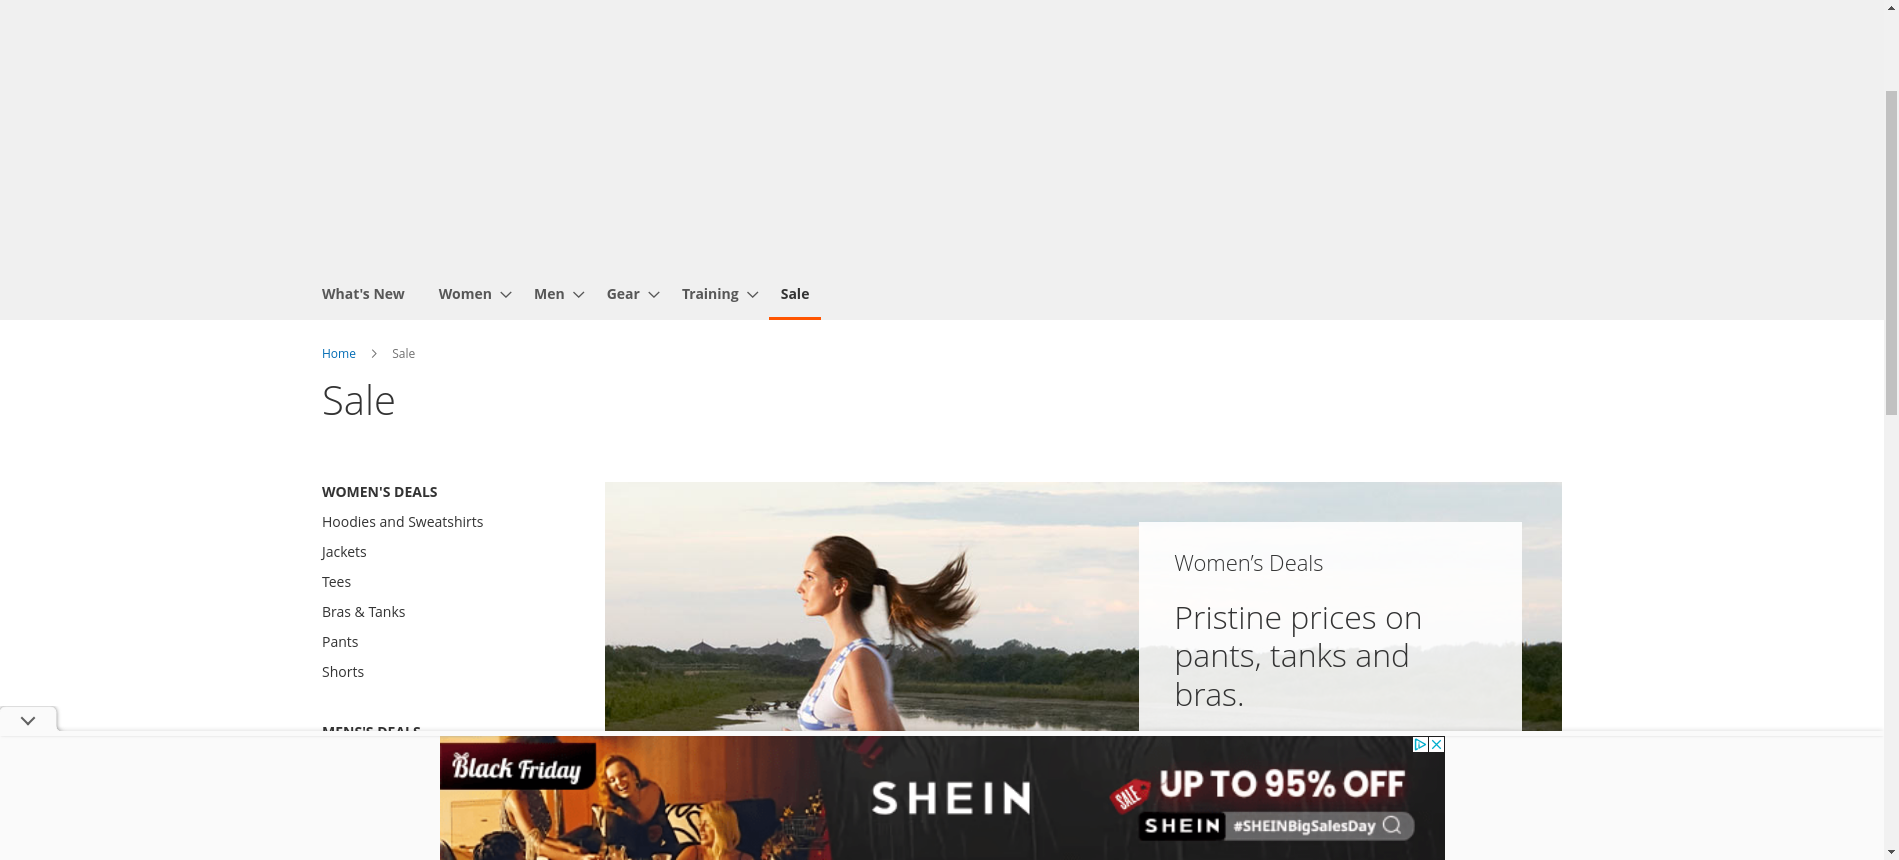 What's New
Women
Men
Gear
Training
Sale
Home
Sale
Sale
WOMEN'S DEALS
Hoodies and Sweatshirts
Jackets
Tees
Bras & Tanks
Pants
Shorts
MENS'S DEALS
Women’s Deals
Pristine prices on
pants, tanks and
bras.
Black Friday
SHEIN
SALE
UP TO 95% OFF
SHEIN
#SHEINBigSalesDay